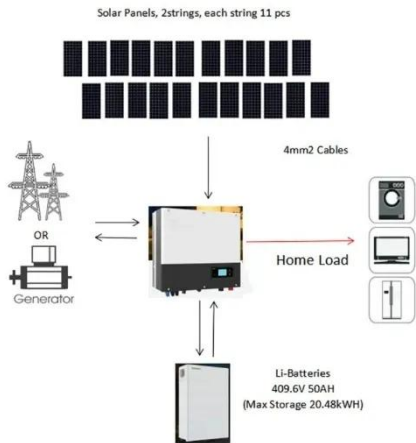 Solar Panels, 2strings, each string 11 pcs
4mm2 Cables
OR
Generator
Home Load
Li-Batteries
409.6V 50AH
(Max Storage 20.48kWH)